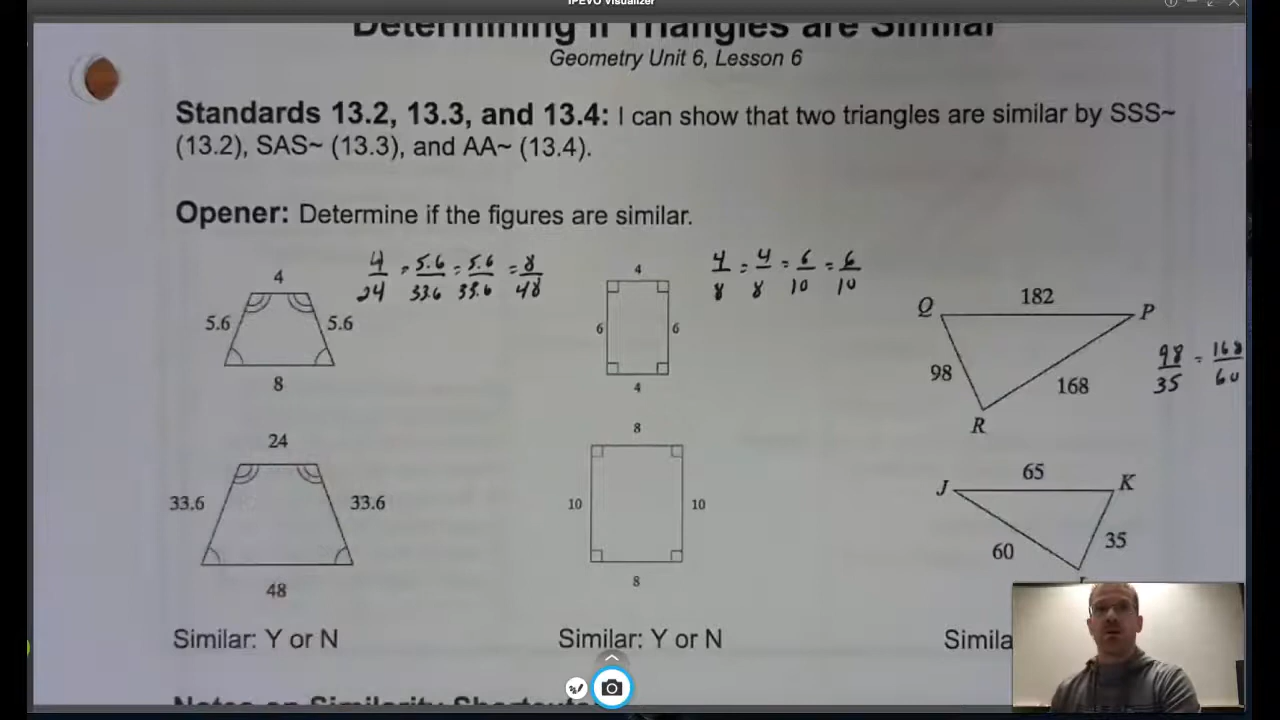 IPEVO Visualizer
Determining if Triangles are Similar
Geometry Unit 6, Lesson 6
Standards 13.2, 13.3, and 13.4: I can show that two triangles are similar by SSS~
(13.2), SAS~ (13.3), and AA~ (13.4).
Opener: Determine if the figures are similar.
4/24 = 5.6/33.6 = 5.6/33.6 = 8/48
4
5.6
5.6
8
24
33.6
33.6
48
Similar: Y or N
4/8 = 4/8 = 6/10 = 6/10
4
6
6
4
8
10
10
8
Similar: Y or N
Q
182
P
98
168
R
98/35 = 168/60
J
65
K
60
35
Simila
Notes on Similarity Shortcuts